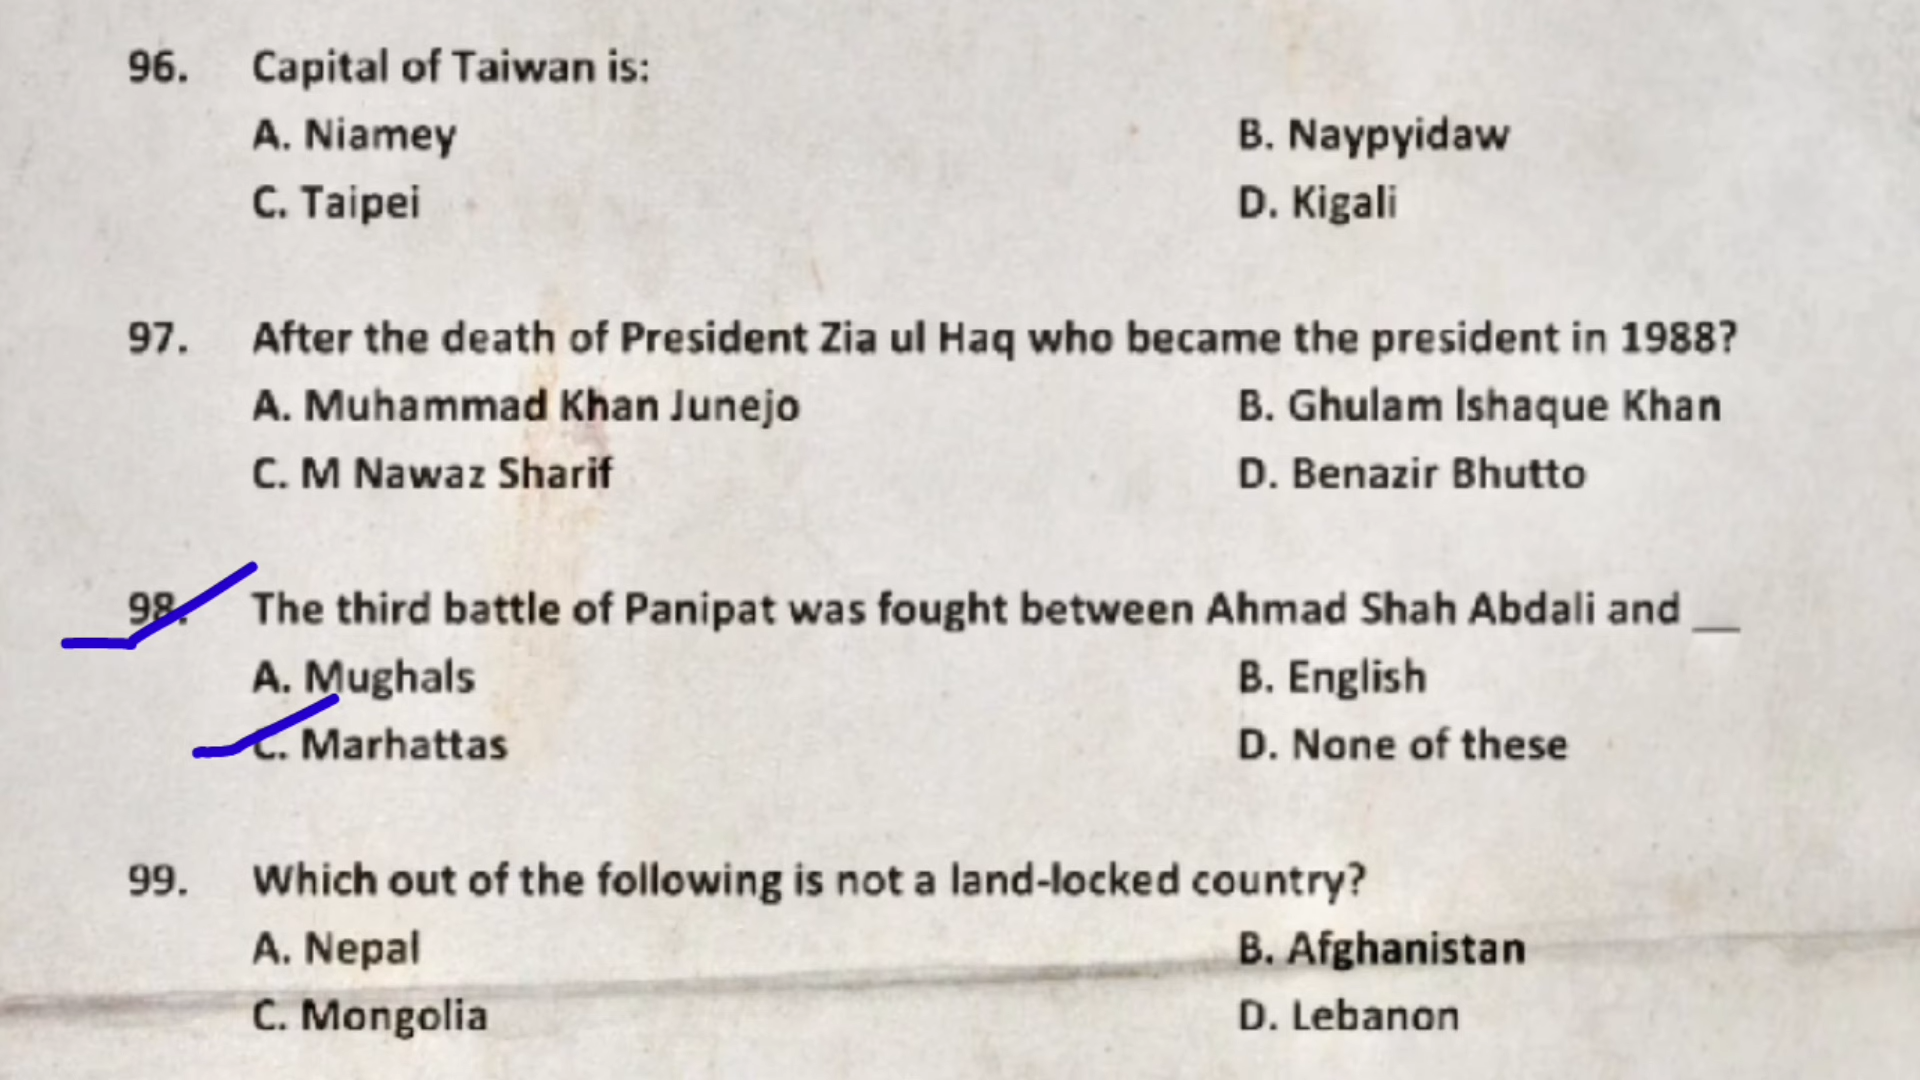 96. Capital of Taiwan is:
A. Niamey B. Naypyidaw
C. Taipei D. Kigali
97. After the death of President Zia ul Haq who became the president in 1988?
A. Muhammad Khan Junejo B. Ghulam Ishaque Khan
C. M Nawaz Sharif D. Benazir Bhutto
98. The third battle of Panipat was fought between Ahmad Shah Abdali and __
A. Mughals B. English
C. Marhattas D. None of these
99. Which out of the following is not a land-locked country?
A. Nepal B. Afghanistan
C. Mongolia D. Lebanon